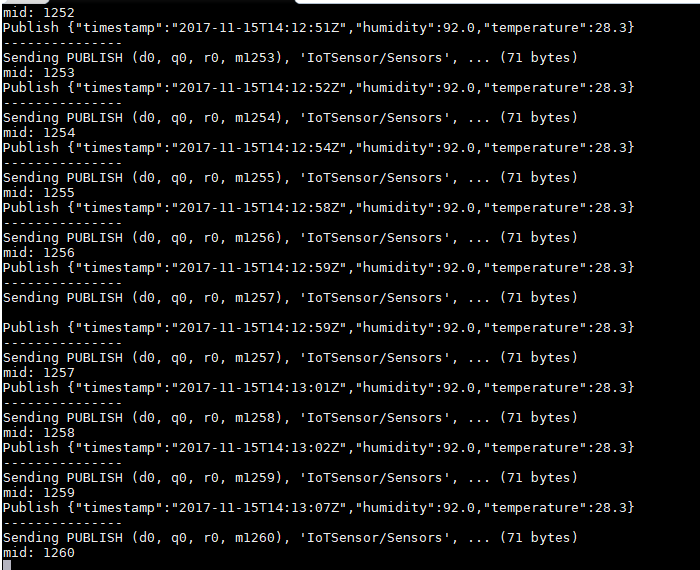 mid: 1252
Publish {"timestamp":"2017-11-15T14:12:51Z","humidity":92.0,"temperature":28.3}
---------------
Sending PUBLISH (d0, q0, r0, m1253), 'IoTSensor/Sensors', ... (71 bytes)
mid: 1253
Publish {"timestamp":"2017-11-15T14:12:52Z","humidity":92.0,"temperature":28.3}
---------------
Sending PUBLISH (d0, q0, r0, m1254), 'IoTSensor/Sensors', ... (71 bytes)
mid: 1254
Publish {"timestamp":"2017-11-15T14:12:54Z","humidity":92.0,"temperature":28.3}
---------------
Sending PUBLISH (d0, q0, r0, m1255), 'IoTSensor/Sensors', ... (71 bytes)
mid: 1255
Publish {"timestamp":"2017-11-15T14:12:58Z","humidity":92.0,"temperature":28.3}
---------------
Sending PUBLISH (d0, q0, r0, m1256), 'IoTSensor/Sensors', ... (71 bytes)
mid: 1256
Publish {"timestamp":"2017-11-15T14:12:59Z","humidity":92.0,"temperature":28.3}
---------------
Sending PUBLISH (d0, q0, r0, m1257), 'IoTSensor/Sensors', ... (71 bytes)

Publish {"timestamp":"2017-11-15T14:12:59Z","humidity":92.0,"temperature":28.3}
---------------
Sending PUBLISH (d0, q0, r0, m1257), 'IoTSensor/Sensors', ... (71 bytes)
mid: 1257
Publish {"timestamp":"2017-11-15T14:13:01Z","humidity":92.0,"temperature":28.3}
---------------
Sending PUBLISH (d0, q0, r0, m1258), 'IoTSensor/Sensors', ... (71 bytes)
mid: 1258
Publish {"timestamp":"2017-11-15T14:13:02Z","humidity":92.0,"temperature":28.3}
---------------
Sending PUBLISH (d0, q0, r0, m1259), 'IoTSensor/Sensors', ... (71 bytes)
mid: 1259
Publish {"timestamp":"2017-11-15T14:13:07Z","humidity":92.0,"temperature":28.3}
---------------
Sending PUBLISH (d0, q0, r0, m1260), 'IoTSensor/Sensors', ... (71 bytes)
mid: 1260